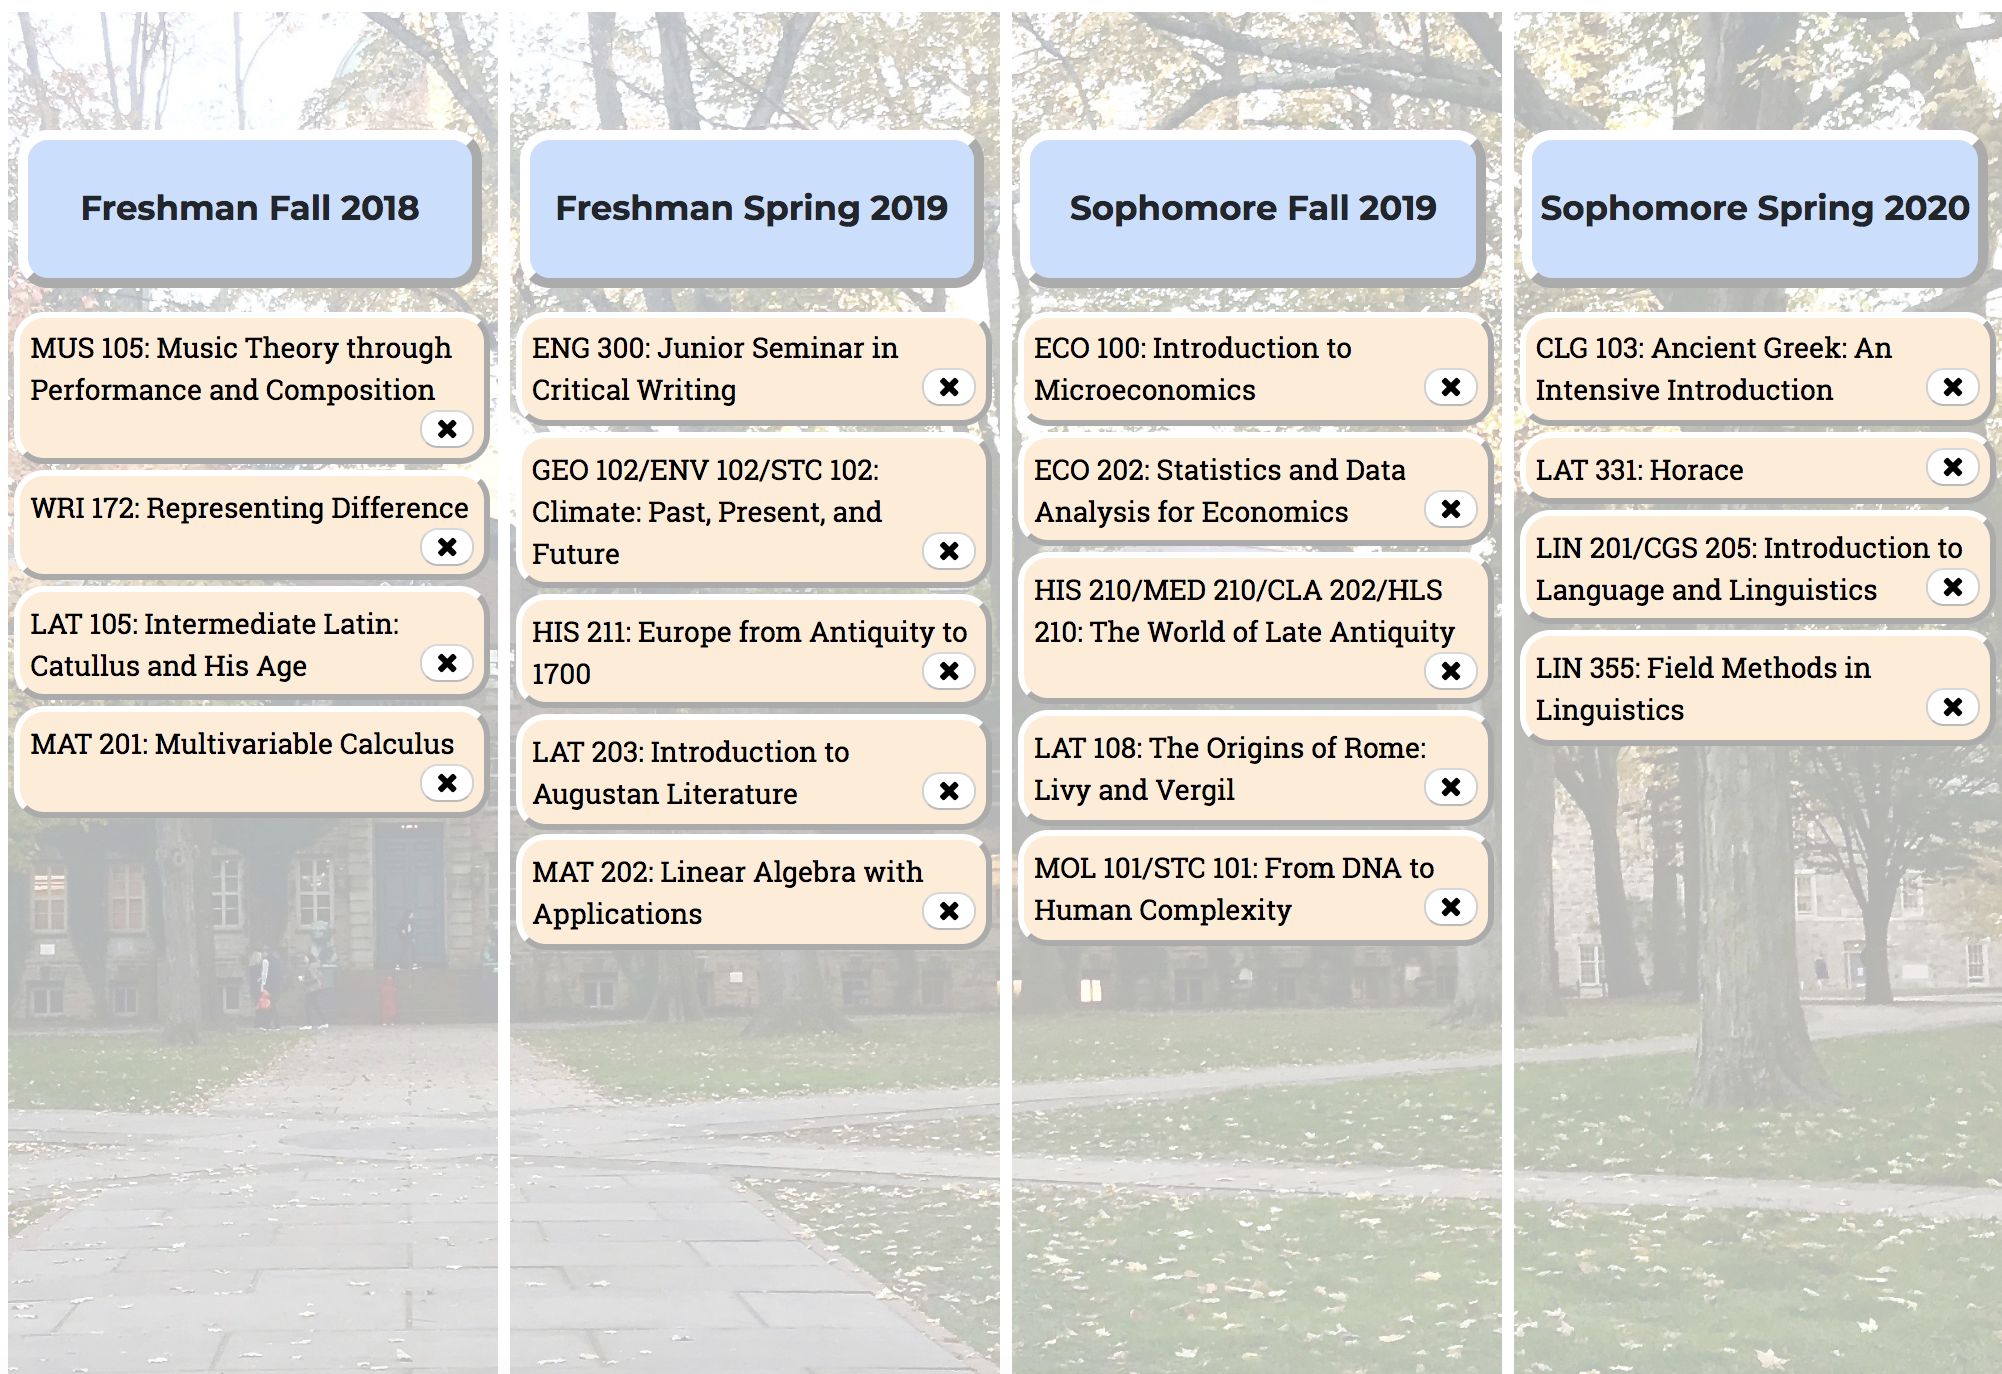 Freshman Fall 2018
MUS 105: Music Theory through
Performance and Composition
WRI 172: Representing Difference
LAT 105: Intermediate Latin:
Catullus and His Age
MAT 201: Multivariable Calculus
Freshman Spring 2019
ENG 300: Junior Seminar in
Critical Writing
GEO 102/ENV 102/STC 102:
Climate: Past, Present, and
Future
HIS 211: Europe from Antiquity to
1700
LAT 203: Introduction to
Augustan Literature
MAT 202: Linear Algebra with
Applications
Sophomore Fall 2019
ECO 100: Introduction to
Microeconomics
ECO 202: Statistics and Data
Analysis for Economics
HIS 210/MED 210/CLA 202/HLS
210: The World of Late Antiquity
LAT 108: The Origins of Rome:
Livy and Vergil
MOL 101/STC 101: From DNA to
Human Complexity
Sophomore Spring 2020
CLG 103: Ancient Greek: An
Intensive Introduction
LAT 331: Horace
LIN 201/CGS 205: Introduction to
Language and Linguistics
LIN 355: Field Methods in
Linguistics